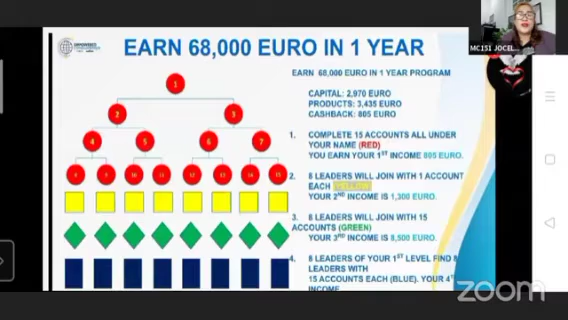 EARN 68,000 EURO IN 1 YEAR
MC151 JOCEL..
EARN 68,000 EURO IN 1 YEAR PROGRAM
CAPITAL: 2,970 EURO
PRODUCTS: 3,435 EURO
CASHBACK: 805 EURO
1. COMPLETE 15 ACCOUNTS ALL UNDER
YOUR NAME (RED)
YOU EARN YOUR 1ST INCOME 805 EURO.
2. 8 LEADERS WILL JOIN WITH 1 ACCOUNT
EACH (YELLOW)
YOUR 2ND INCOME IS 1,300 EURO.
3. 8 LEADERS WILL JOIN WITH 15
ACCOUNTS (GREEN)
YOUR 3RD INCOME IS 8,500 EURO.
4. 8 LEADERS OF YOUR 1ST LEVEL FIND 8
LEADERS WITH
15 ACCOUNTS EACH (BLUE). YOUR 4T
INCOME
1
2 3
4 5 6 7
8 9 10 11 12 13 14 15
zoom